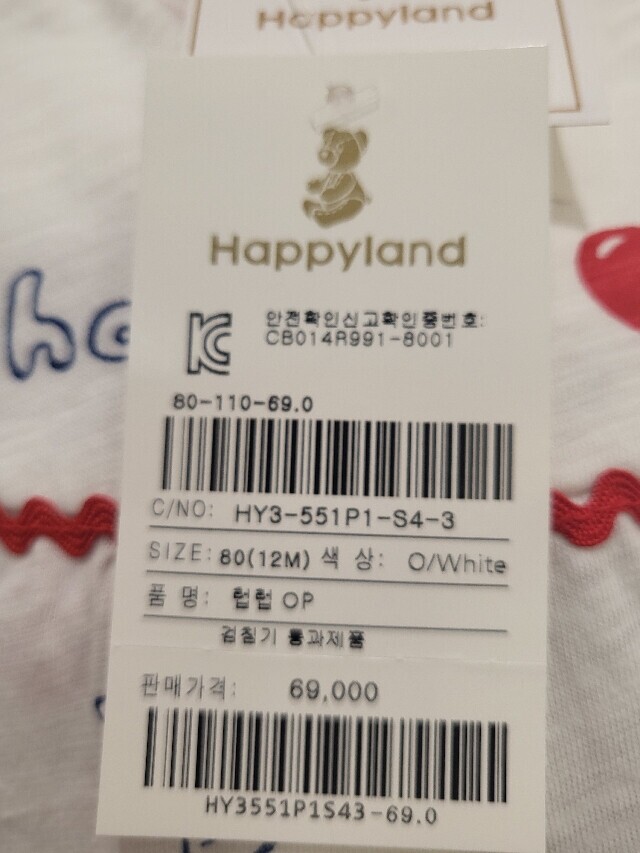 Happyland
Happyland
안전확인신고확인증번호:
CB014R991-8001
80-110-69.0
C/NO: HY3-551P1-S4-3
SIZE: 80(12M) 색 상: O/White
품 명: 럽럽 OP
검침기 통과제품
판매가격: 69,000
HY3551P1S43-69.0